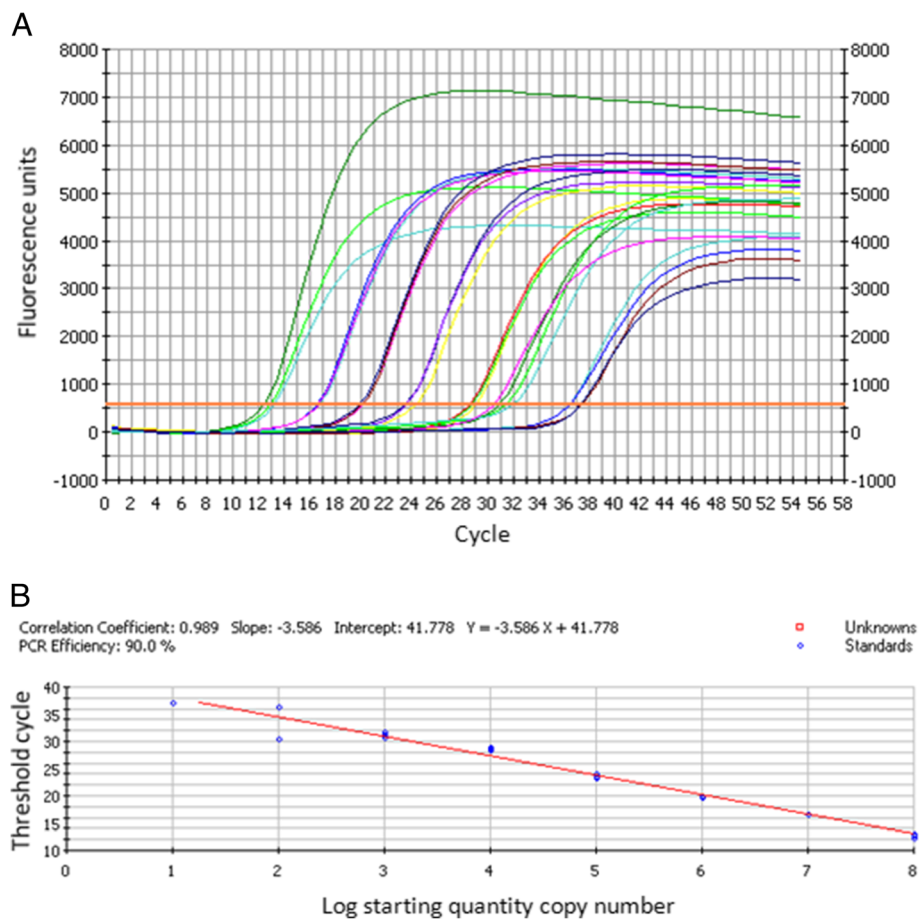 A
8000 8000
7000 7000
6000 6000
5000 5000
4000 4000
3000 3000
2000 2000
1000 1000
0 0
-1000 -1000
Fluorescence units
0 2 4 6 8 10 12 14 16 18 20 22 24 26 28 30 32 34 36 38 40 42 44 46 48 50 52 54 56 58
Cycle
B
Correlation Coefficient: 0.989 Slope: -3.586 Intercept: 41.778 Y = -3.586 X + 41.778
PCR Efficiency: 90.0 %
Unknowns
Standards
40
35
30
25
20
15
10
Threshold cycle
0 1 2 3 4 5 6 7 8
Log starting quantity copy number